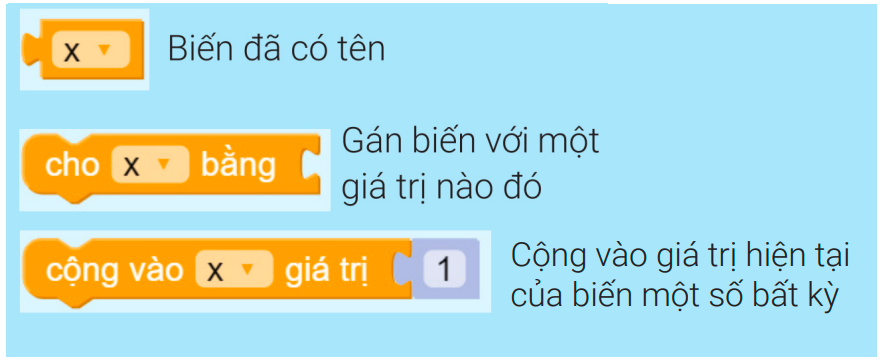 x Biến đã có tên
cho x bằng
Gán biến với một
giá trị nào đó
cộng vào x giá trị 1
Cộng vào giá trị hiện tại
của biến một số bất kỳ